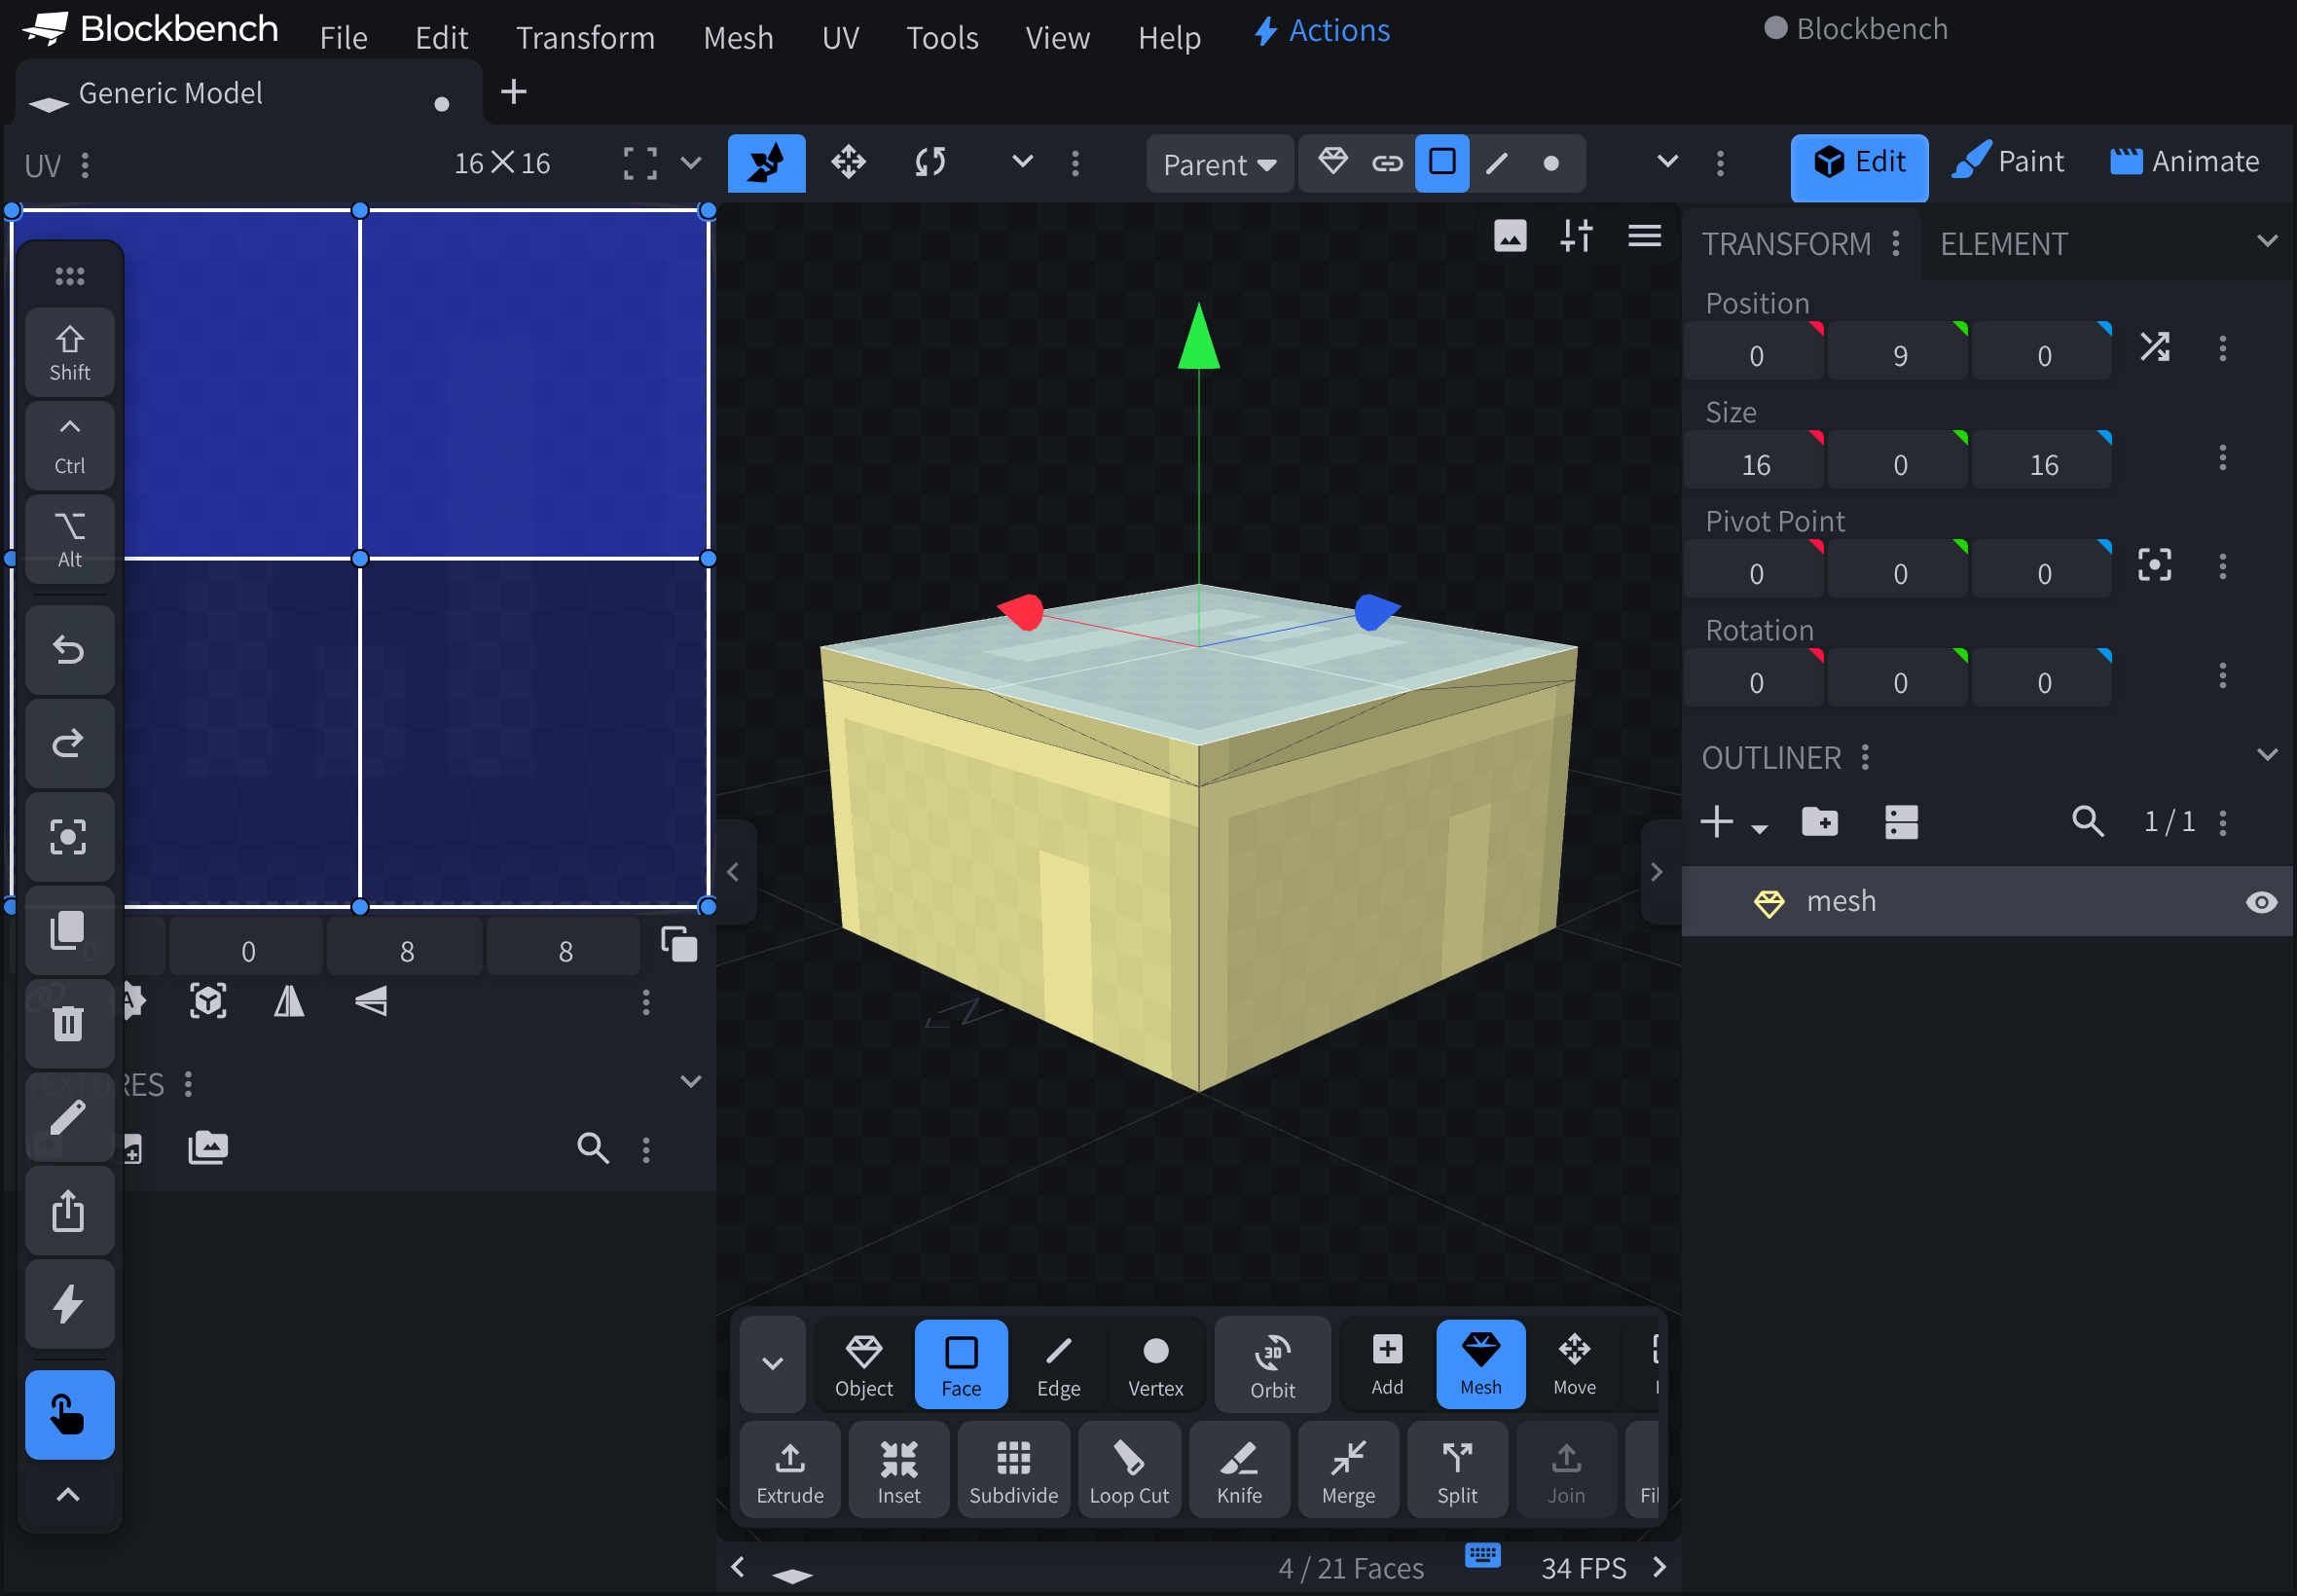 Blockbench File Edit Transform Mesh UV Tools View Help Actions Blockbench
Generic Model
UV 16×16 Parent Edit Paint Animate
TRANSFORM ELEMENT
Position
0 9 0
Size
16 0 16
Pivot Point
0 0 0
Rotation
0 0 0
OUTLINER
1 / 1
mesh
Shift
Ctrl
Alt
0 0 8 8
TEXTURES
Object Face Edge Vertex Orbit Add Mesh Move
Extrude Inset Subdivide Loop Cut Knife Merge Split Join
4 / 21 Faces 34 FPS